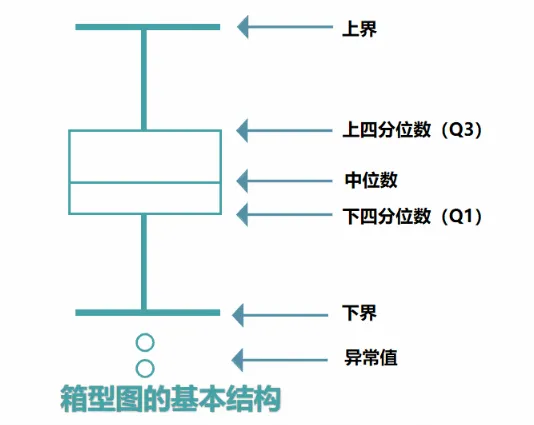 上界
上四分位数（Q3）
中位数
下四分位数（Q1）
下界
异常值
箱型图的基本结构